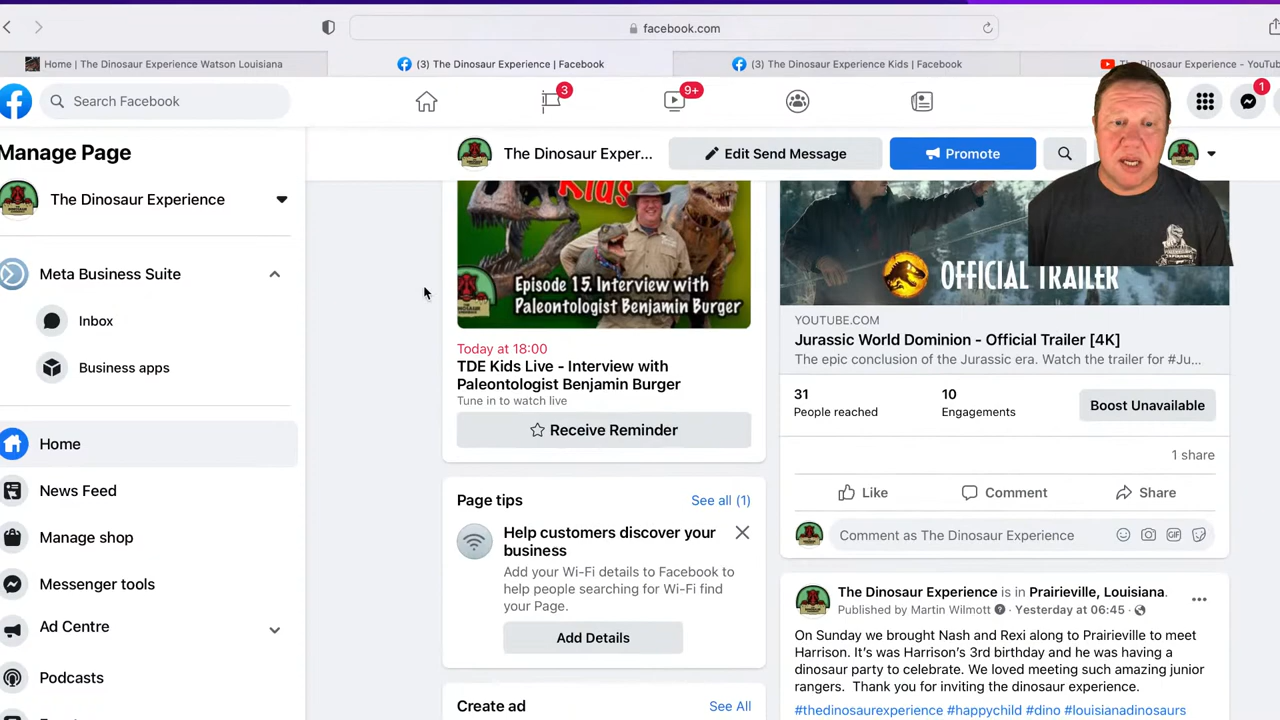 facebook.com
Home | The Dinosaur Experience Watson Louisiana
(3) The Dinosaur Experience | Facebook
(3) The Dinosaur Experience Kids | Facebook
The Dinosaur Experience - YouTub
Search Facebook
3
9+
1
Manage Page
The Dinosaur Exper...
Edit Send Message
Promote
The Dinosaur Experience
Meta Business Suite
Inbox
Business apps
Home
News Feed
Manage shop
Messenger tools
Ad Centre
Podcasts
Kids
Episode 15. Interview with
Paleontologist Benjamin Burger
Today at 18:00
TDE Kids Live - Interview with
Paleontologist Benjamin Burger
Tune in to watch live
Receive Reminder
Page tips
See all (1)
Help customers discover your
business
Add your Wi-Fi details to Facebook to
help people searching for Wi-Fi find
your Page.
Add Details
Create ad
See All
OFFICIAL TRAILER
YOUTUBE.COM
Jurassic World Dominion - Official Trailer [4K]
The epic conclusion of the Jurassic era. Watch the trailer for #Ju...
31
People reached
10
Engagements
Boost Unavailable
1 share
Like
Comment
Share
Comment as The Dinosaur Experience
GIF
The Dinosaur Experience is in Prairieville, Louisiana.
Published by Martin Wilmott · Yesterday at 06:45 ·
On Sunday we brought Nash and Rexi along to Prairieville to meet
Harrison. It's was Harrison's 3rd birthday and he was having a
dinosaur party to celebrate. We loved meeting such amazing junior
rangers. Thank you for inviting the dinosaur experience.
#thedinosaurexperience #happychild #dino #louisianadinosaurs